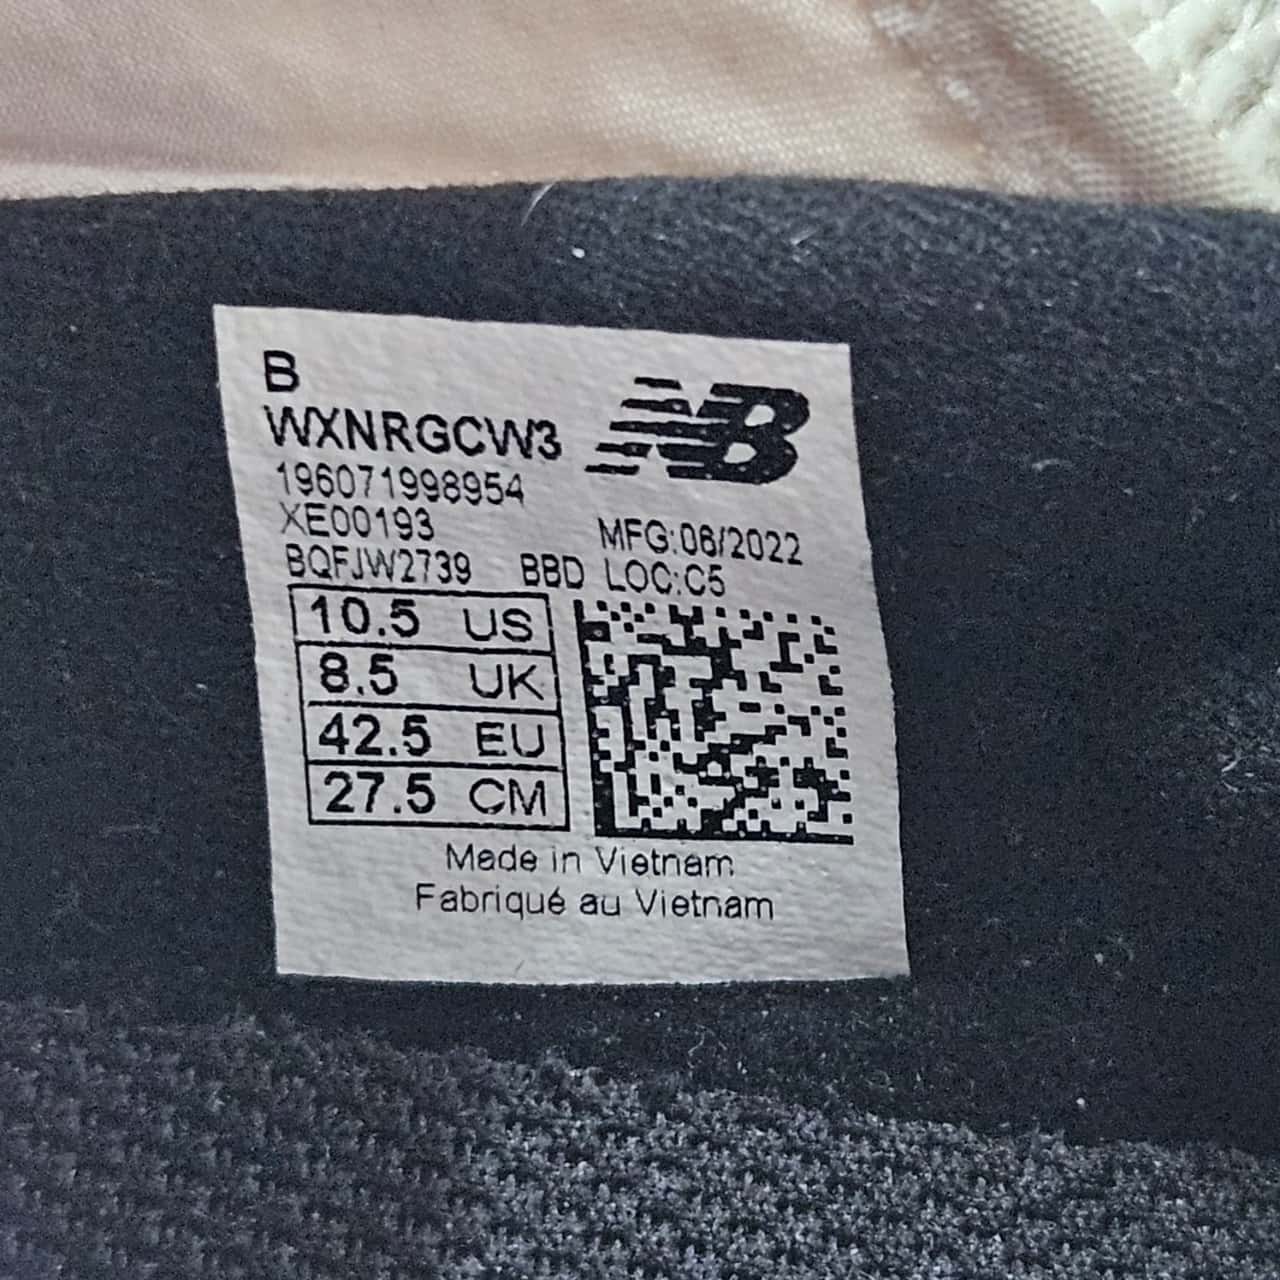 B
WXNRGCW3
NB
196071998954
XE00193
MFG:06/2022
BQFJW2739 BBD LOC:C5
10.5 US
8.5 UK
42.5 EU
27.5 CM
Made in Vietnam
Fabriqué au Vietnam